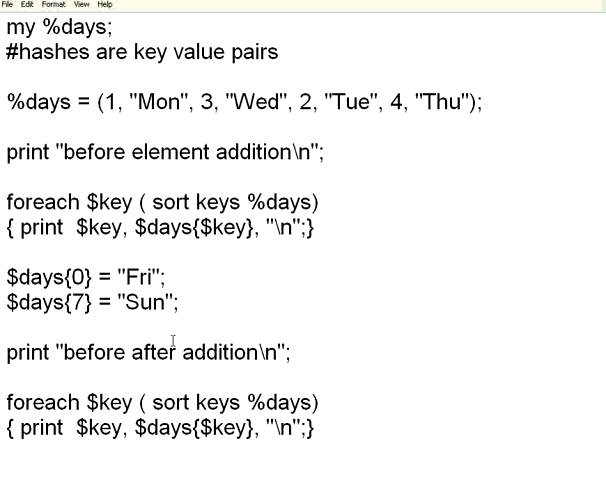 File Edit Format View Help
my %days;
#hashes are key value pairs
%days = (1, "Mon", 3, "Wed", 2, "Tue", 4, "Thu");
print "before element addition\n";
foreach $key ( sort keys %days)
{ print  $key, $days{$key}, "\n";}
$days{0} = "Fri";
$days{7} = "Sun";
print "before after addition\n";
foreach $key ( sort keys %days)
{ print  $key, $days{$key}, "\n";}